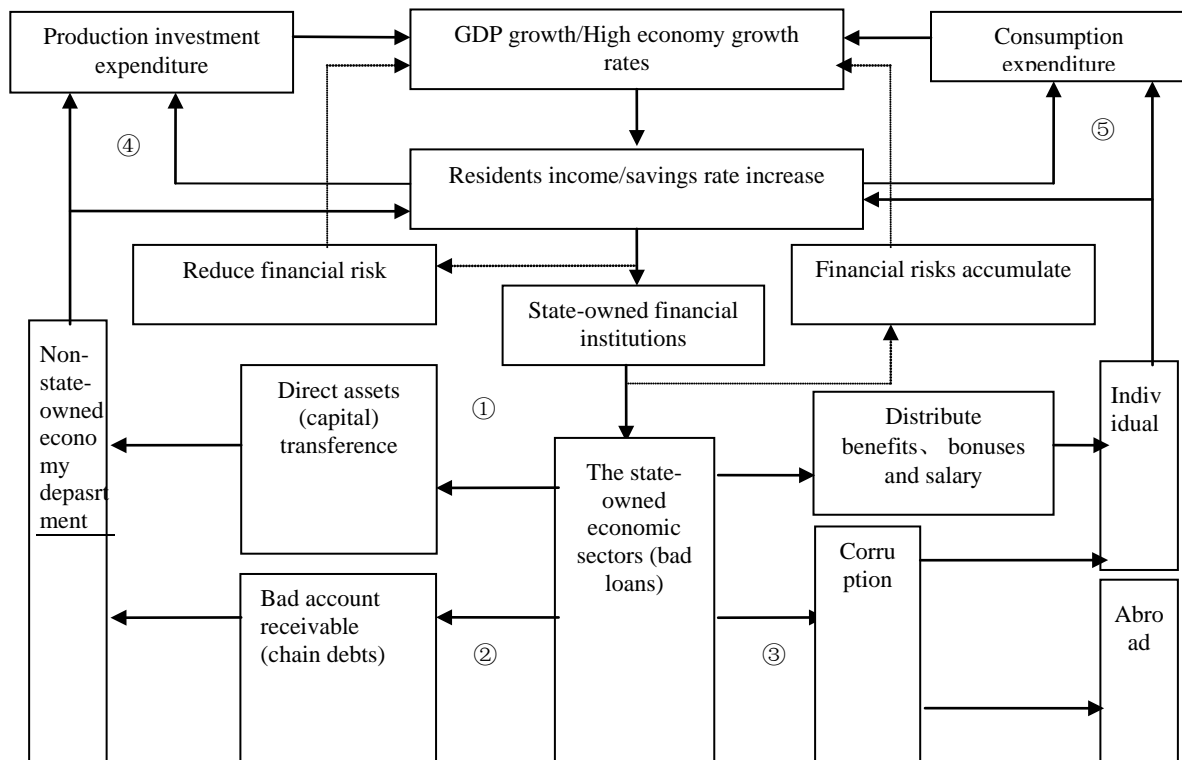 Production investment
expenditure
GDP growth/High economy growth
rates
Consumption
expenditure
④
⑤
Residents income/savings rate increase
Reduce financial risk
Financial risks accumulate
State-owned financial
institutions
Non-
state-
owned
econo
my
depasrt
ment
Direct assets
(capital)
transference
①
Distribute
benefits、 bonuses
and salary
Indiv
idual
The state-
owned
economic
sectors (bad
loans)
Bad account
receivable
(chain debts)
②
③
Corru
ption
Abro
ad